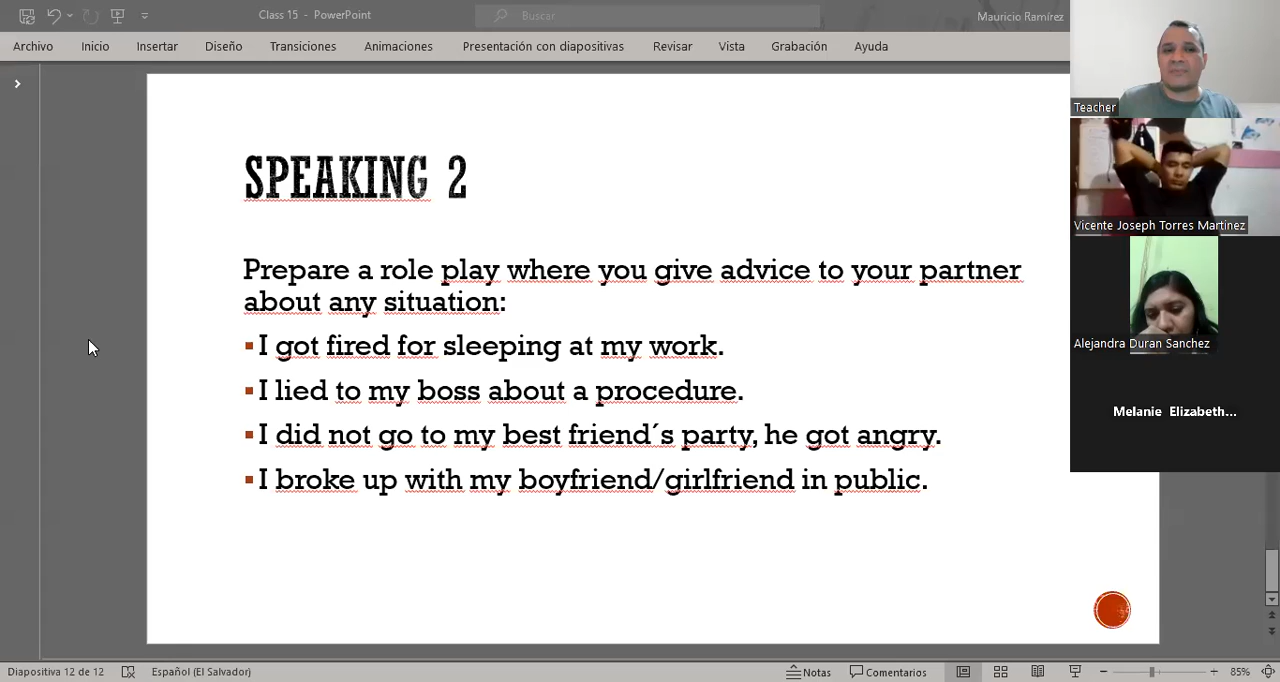 Class 15 - PowerPoint
Buscar
Mauricio Ramírez
Archivo Inicio Insertar Diseño Transiciones Animaciones Presentación con diapositivas Revisar Vista Grabación Ayuda
SPEAKING 2
Prepare a role play where you give advice to your partner
about any situation:
I got fired for sleeping at my work.
I lied to my boss about a procedure.
I did not go to my best friend´s party, he got angry.
I broke up with my boyfriend/girlfriend in public.
Teacher
Vicente Joseph Torres Martinez
Alejandra Duran Sanchez
Melanie Elizabeth...
Diapositiva 12 de 12 Español (El Salvador) Notas Comentarios 85%